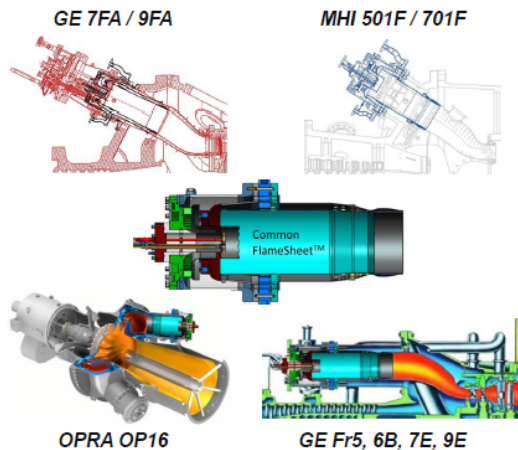 GE 7FA / 9FA
MHI 501F / 701F
Common
FlameSheet™
OPRA OP16
GE Fr5, 6B, 7E, 9E